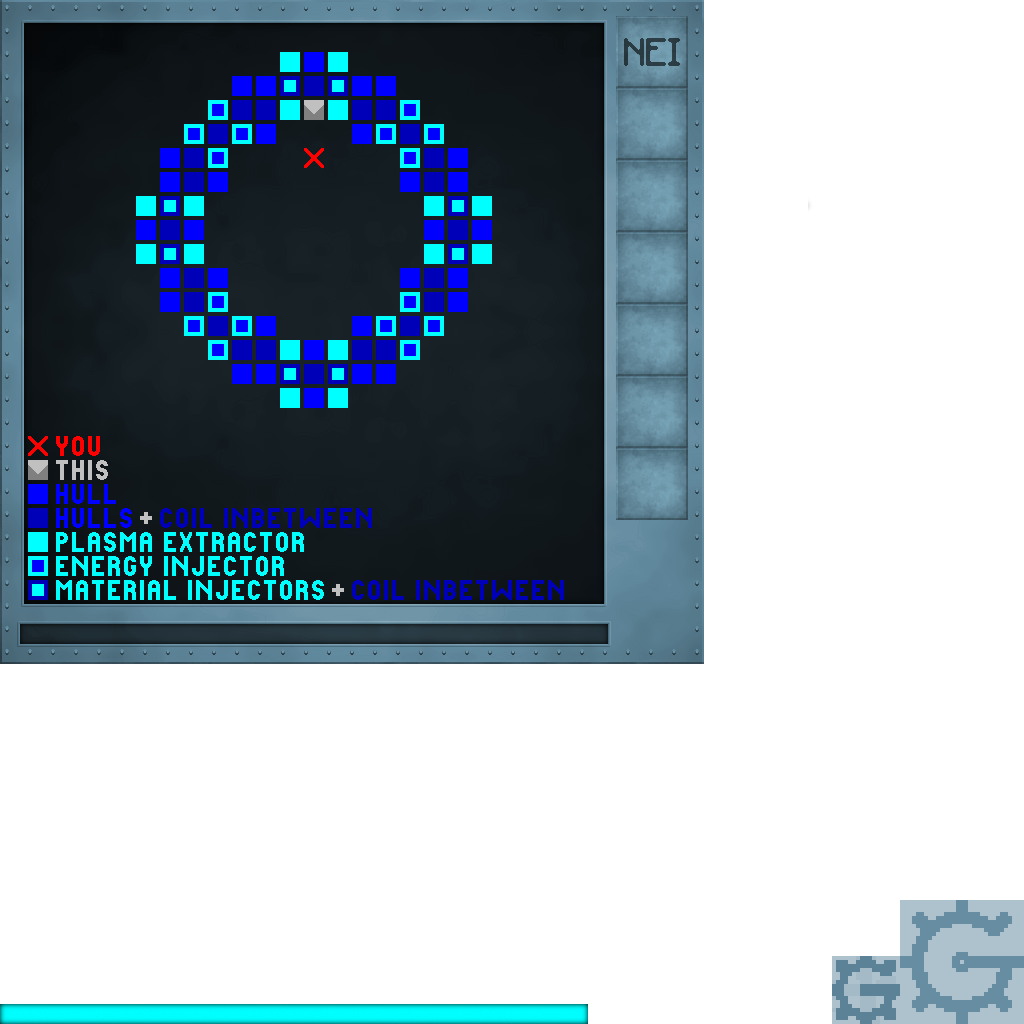 NEI
YOU
THIS
HULL
HULLS + COIL INBETWEEN
PLASMA EXTRACTOR
ENERGY INJECTOR
MATERIAL INJECTORS + COIL INBETWEEN